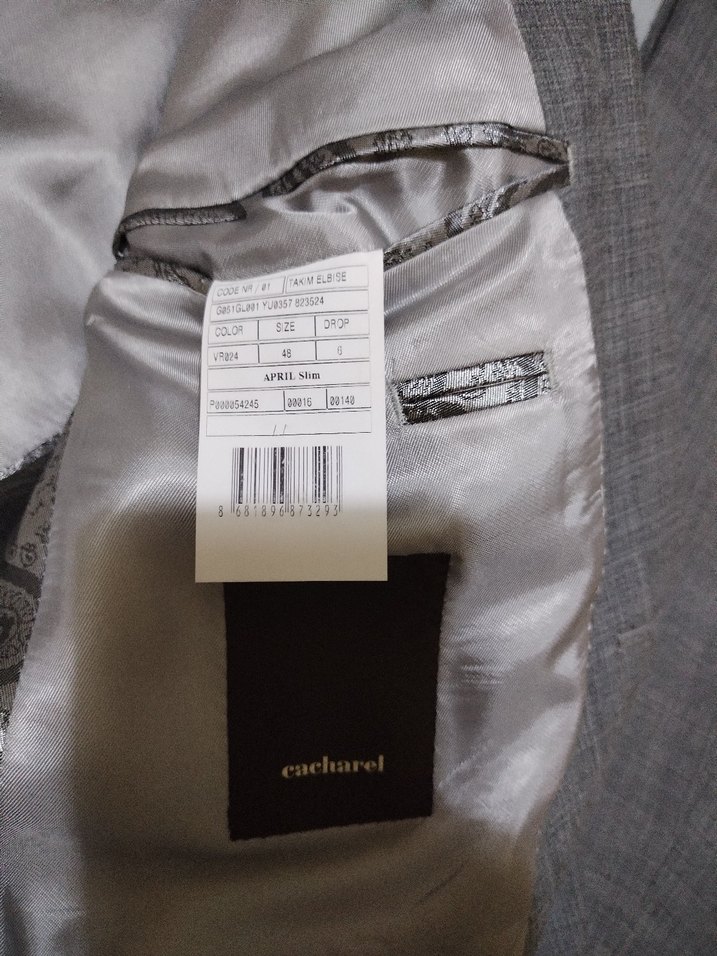 CODE NR / 01 TAKIM ELBISE
G051GL001 YU0357 823524
COLOR SIZE DROP
VR024 48 6
APRIL Slim
P000054245 00016 00140
/ /
8 681896 873293
cacharel